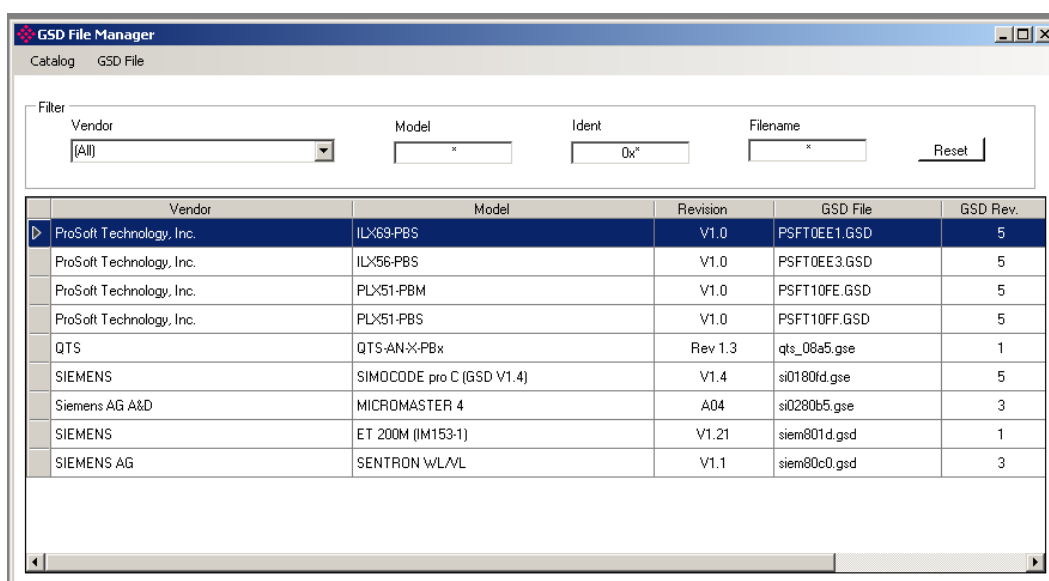 GSD File Manager
Catalog GSD File
Filter
Vendor Model Ident Filename
(All) * 0x* * Reset
Vendor Model Revision GSD File GSD Rev.
ProSoft Technology, Inc. ILX69-PBS V1.0 PSFT0EE1.GSD 5
ProSoft Technology, Inc. ILX56-PBS V1.0 PSFT0EE3.GSD 5
ProSoft Technology, Inc. PLX51-PBM V1.0 PSFT10FE.GSD 5
ProSoft Technology, Inc. PLX51-PBS V1.0 PSFT10FF.GSD 5
QTS QTS-AN-X-PBx Rev 1.3 qts_08a5.gse 1
SIEMENS SIMOCODE pro C (GSD V1.4) V1.4 si0180fd.gse 5
Siemens AG A&D MICROMASTER 4 A04 si0280b5.gse 3
SIEMENS ET 200M (IM153-1) V1.21 siem801d.gsd 1
SIEMENS AG SENTRON WL/VL V1.1 siem80c0.gsd 3